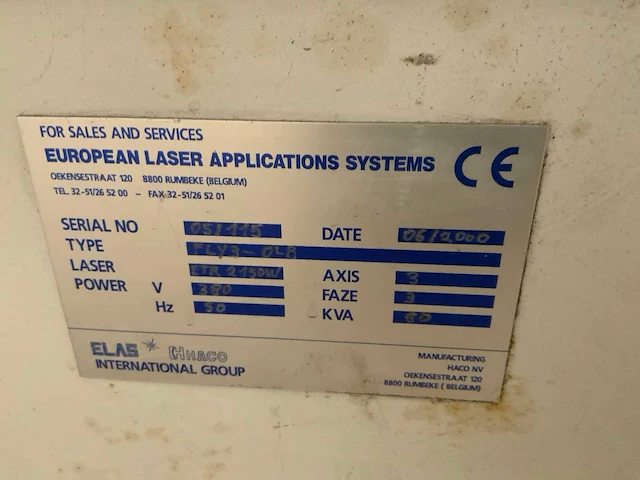 FOR SALES AND SERVICES
EUROPEAN LASER APPLICATIONS SYSTEMS CE
OEKENSESTRAAT 120 8800 RUMBEKE (BELGIUM)
TEL. 32-51/26 52 00 - FAX 32-51/26 52 01
SERIAL NO 051115 DATE 06/2000
TYPE
LASER 2150W AXIS 3
POWER V 380 FAZE 3
Hz 50 KVA 60
ELAS HACO
INTERNATIONAL GROUP
MANUFACTURING
HACO NV
OEKENSESTRAAT 120
8800 RUMBEKE ( BELGIUM)